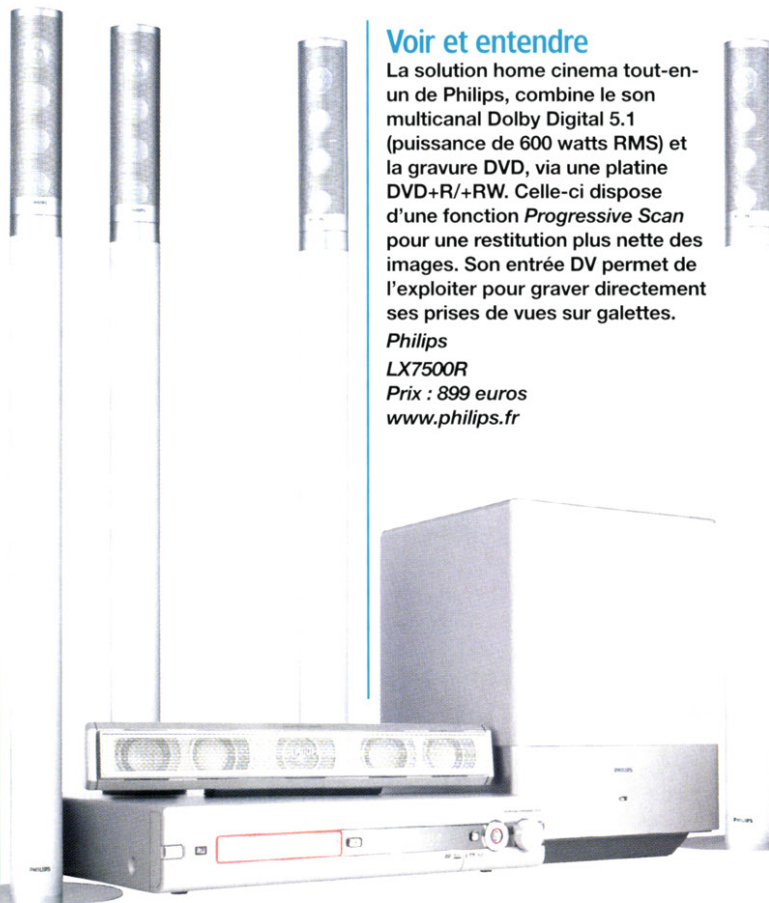 Voir et entendre
La solution home cinema tout-en-
un de Philips, combine le son
multicanal Dolby Digital 5.1
(puissance de 600 watts RMS) et
la gravure DVD, via une platine
DVD+R/+RW. Celle-ci dispose
d'une fonction Progressive Scan
pour une restitution plus nette des
images. Son entrée DV permet de
l'exploiter pour graver directement
ses prises de vues sur galettes.
Philips
LX7500R
Prix : 899 euros
www.philips.fr
PHILIPS
PHILIPS
PHILIPS